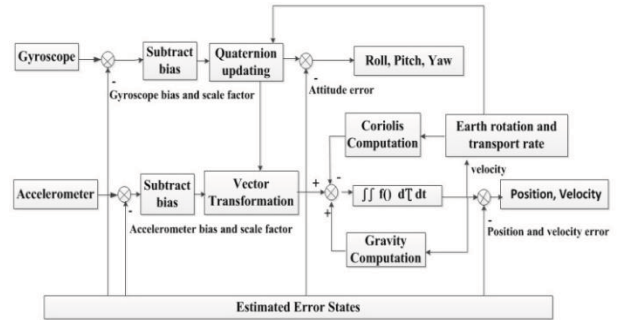 Gyroscope
Subtract
bias
Quaternion
updating
Roll, Pitch, Yaw
-
-
Gyroscope bias and scale factor
Attitude error
Coriolis
Computation
Earth rotation and
transport rate
velocity
Accelerometer
Subtract
bias
Vector
Transformation
+
-
+
∫∫ f() dτ dt
Position, Velocity
-
Accelerometer bias and scale factor
-
Position and velocity error
Gravity
Computation
Estimated Error States